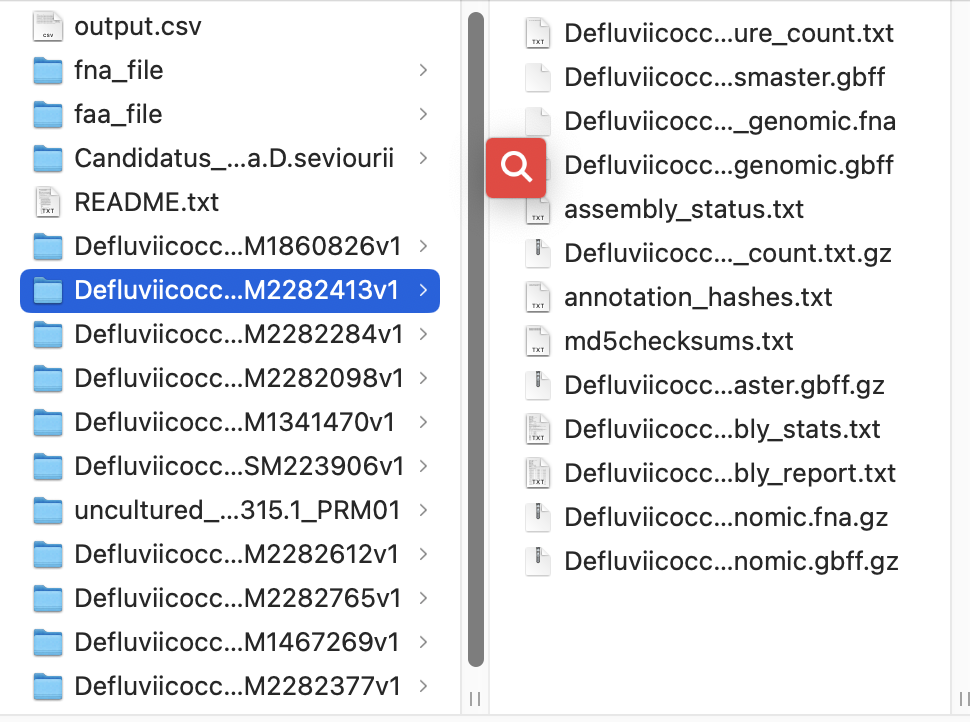 output.csv
fna_file
faa_file
Candidatus_...a.D.seviourii
README.txt
Defluviicocc...M1860826v1
Defluviicocc...M2282413v1
Defluviicocc...M2282284v1
Defluviicocc...M2282098v1
Defluviicocc...M1341470v1
Defluviicocc...SM223906v1
uncultured_...315.1_PRM01
Defluviicocc...M2282612v1
Defluviicocc...M2282765v1
Defluviicocc...M1467269v1
Defluviicocc...M2282377v1
Defluviicocc...ure_count.txt
Defluviicocc...smaster.gbff
Defluviicocc..._genomic.fna
Defluviicocc...genomic.gbff
assembly_status.txt
Defluviicocc..._count.txt.gz
annotation_hashes.txt
md5checksums.txt
Defluviicocc...aster.gbff.gz
Defluviicocc...bly_stats.txt
Defluviicocc...bly_report.txt
Defluviicocc...nomic.fna.gz
Defluviicocc...nomic.gbff.gz